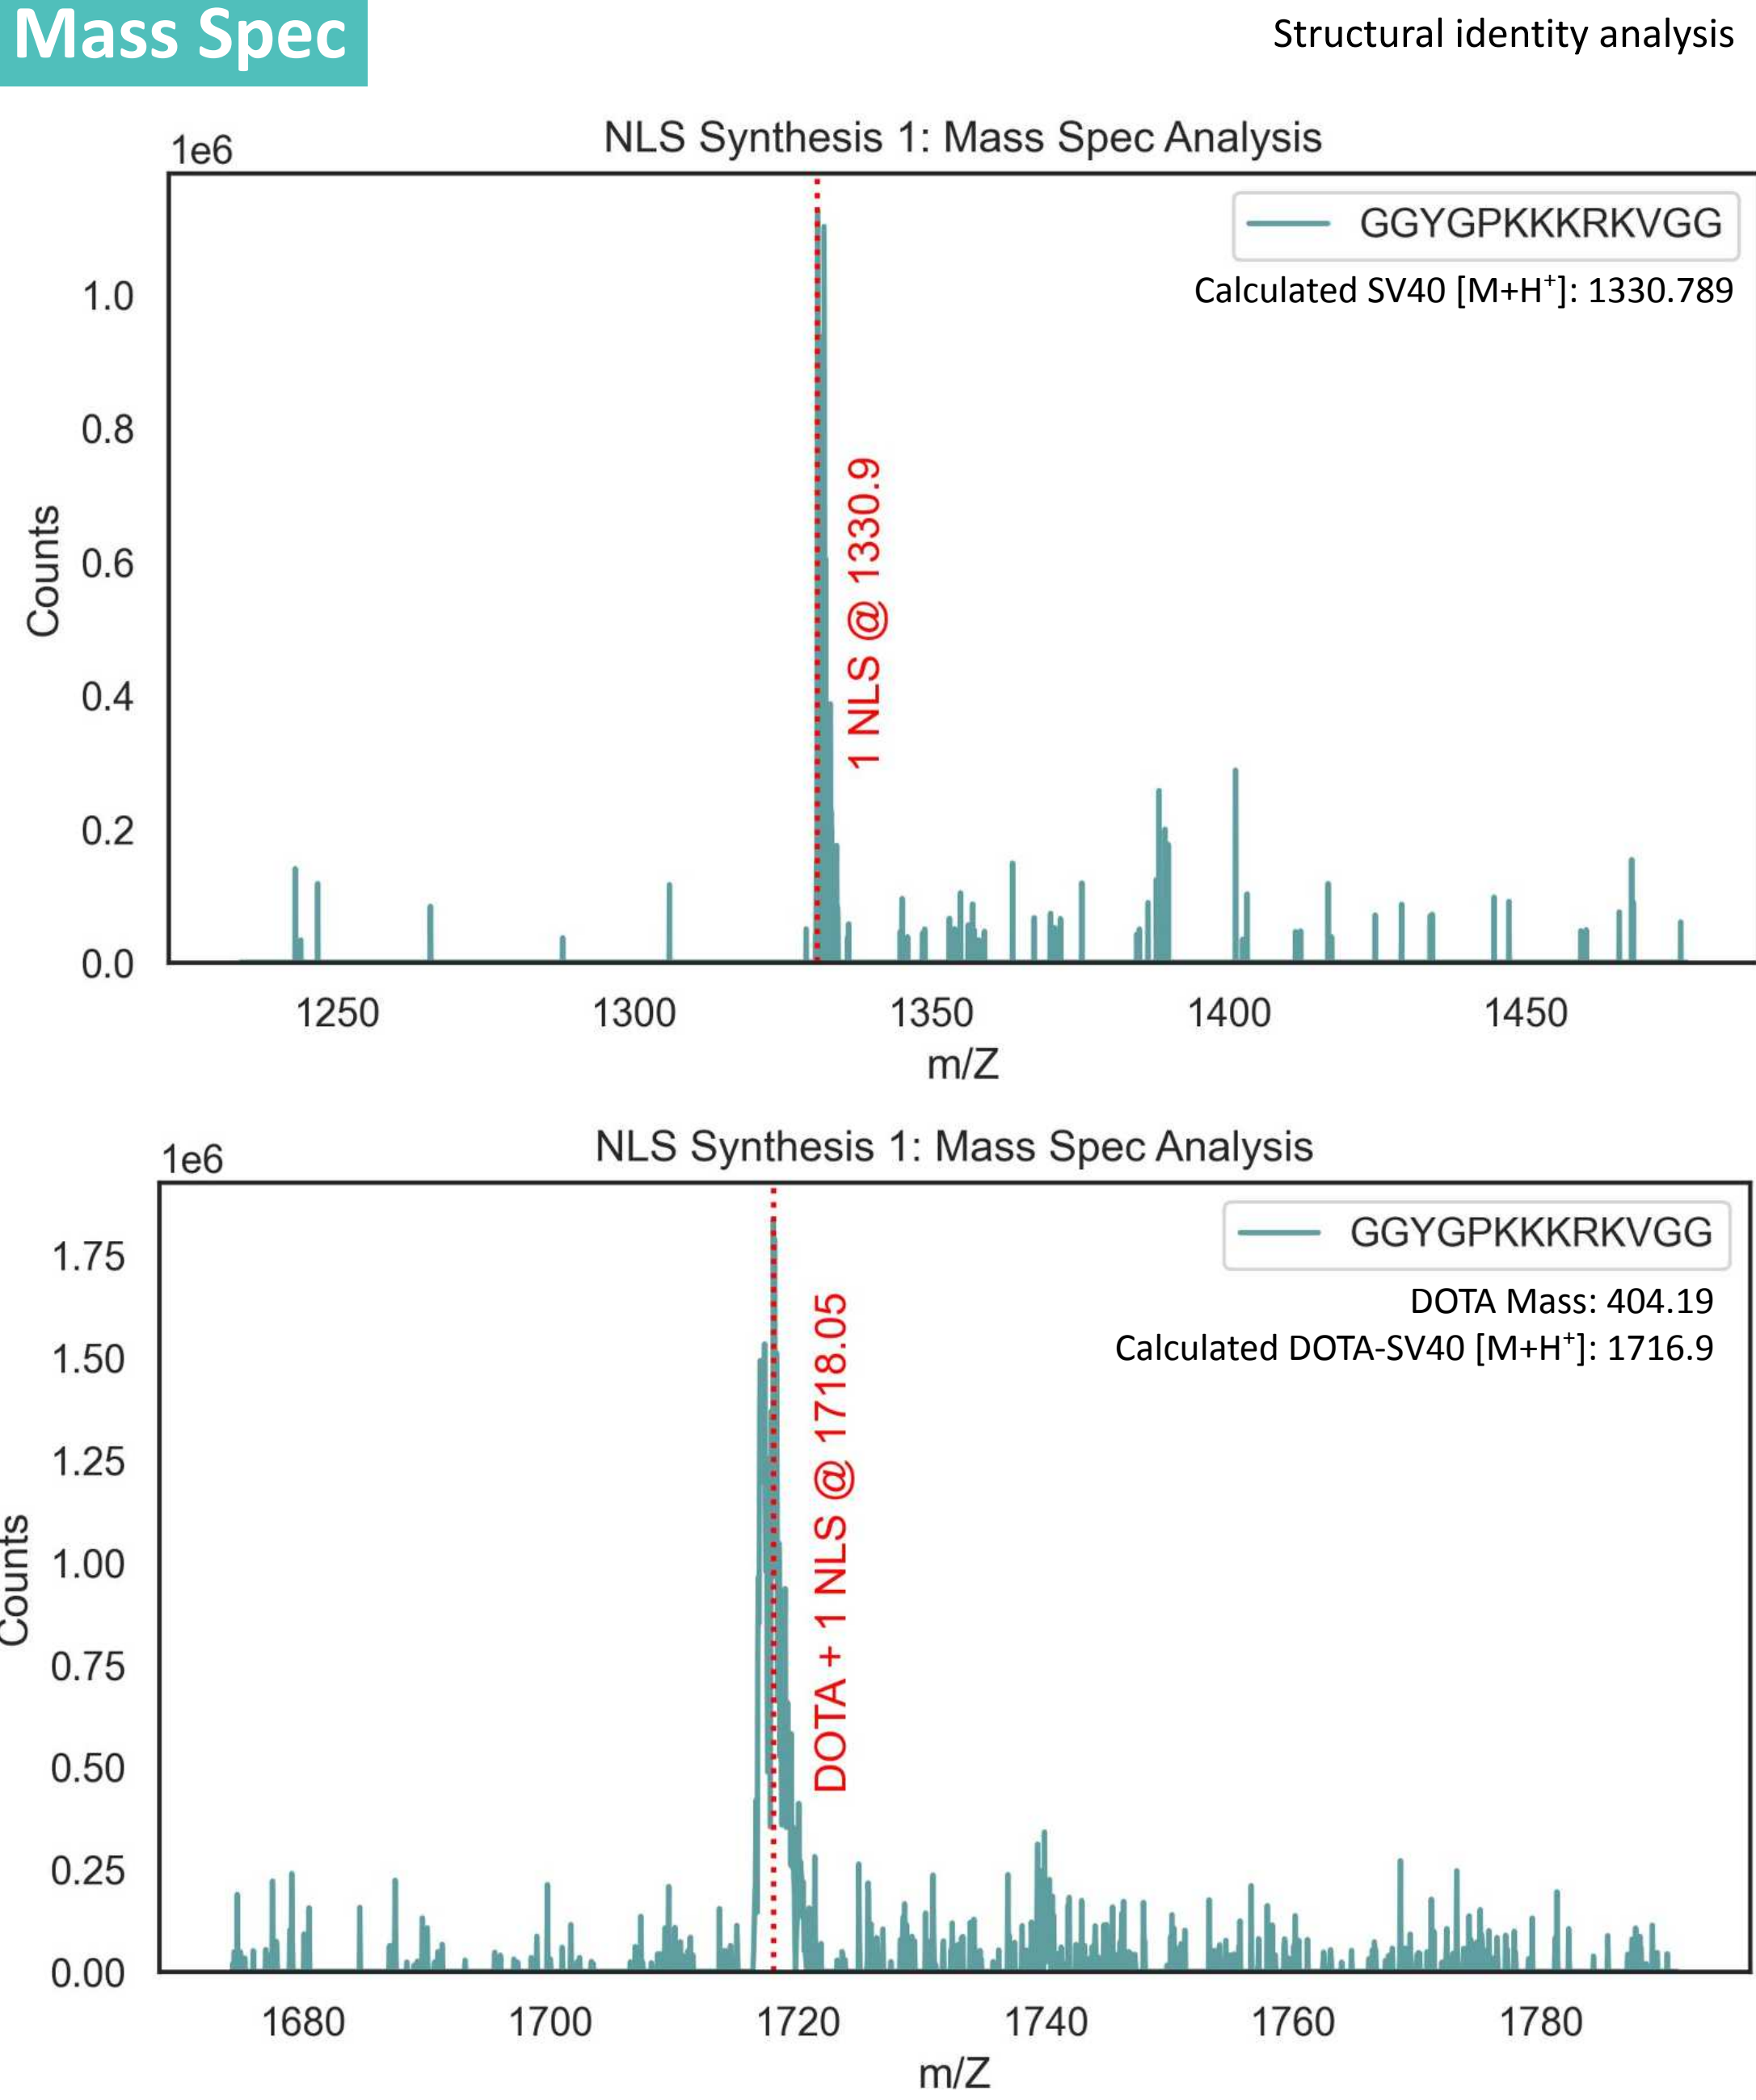 Mass Spec
Structural identity analysis
NLS Synthesis 1: Mass Spec Analysis
1e6
GGYGPKKKRKVGG
Calculated SV40 [M+H⁺]: 1330.789
1.0
0.8
0.6
0.4
0.2
0.0
Counts
1 NLS @ 1330.9
1250 1300 1350 1400 1450
m/Z
NLS Synthesis 1: Mass Spec Analysis
1e6
GGYGPKKKRKVGG
DOTA Mass: 404.19
Calculated DOTA-SV40 [M+H⁺]: 1716.9
1.75
1.50
1.25
1.00
0.75
0.50
0.25
0.00
Counts
DOTA + 1 NLS @ 1718.05
1680 1700 1720 1740 1760 1780
m/Z